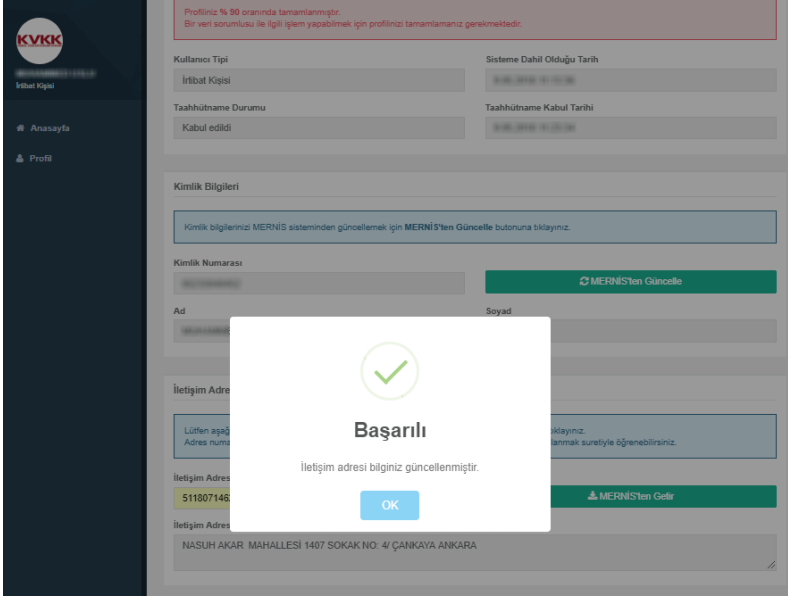 Profiliniz % 90 oranında tamamlanmıştır.
Bir veri sorumlusu ile ilgili işlem yapabilmek için profilinizi tamamlamanız gerekmektedir.
KVKK
İrtibat Kişisi
Anasayfa
Profil
Kullanıcı Tipi
Sisteme Dahil Olduğu Tarih
İrtibat Kişisi
Taahhütname Durumu
Taahhütname Kabul Tarihi
Kabul edildi
Kimlik Bilgileri
Kimlik bilgilerinizi MERNİS sisteminden güncellemek için MERNİS'ten Güncelle butonuna tıklayınız.
Kimlik Numarası
MERNİS'ten Güncelle
Ad
Soyad
İletişim Adre
Lütfen aşağ
ıklayınız.
Adres numa
lanmak suretiyle öğrenebilirsiniz.
İletişim Adres
51180714
MERNİS'ten Getir
İletişim Adres
NASUH AKAR MAHALLESİ 1407 SOKAK NO: 4/ ÇANKAYA ANKARA
Başarılı
İletişim adresi bilginiz güncellenmiştir.
OK